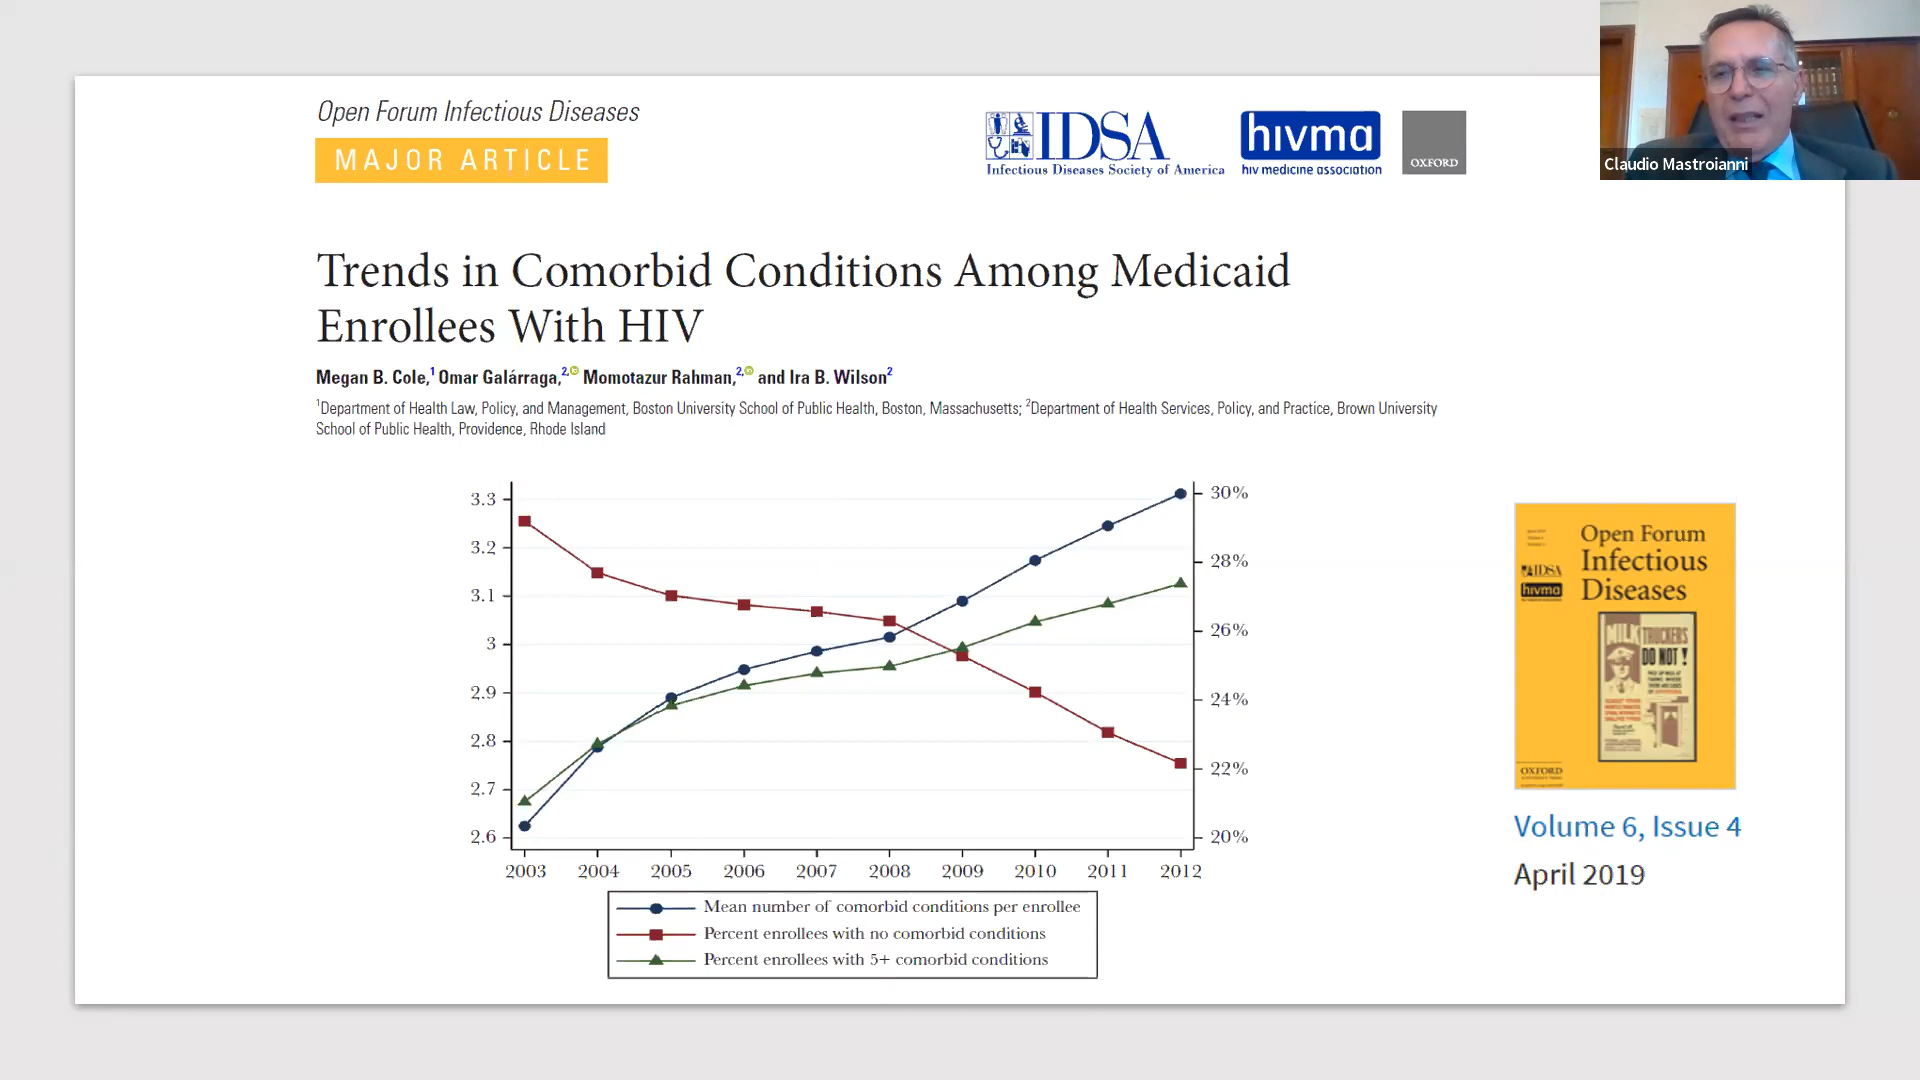 Claudio Mastroianni
Open Forum Infectious Diseases
MAJOR ARTICLE
IDSA
Infectious Diseases Society of America
hivma
hiv medicine association
OXFORD
Trends in Comorbid Conditions Among Medicaid
Enrollees With HIV
Megan B. Cole,1 Omar Galárraga,2, Momotazur Rahman,2, and Ira B. Wilson2
1Department of Health Law, Policy, and Management, Boston University School of Public Health, Boston, Massachusetts; 2Department of Health Services, Policy, and Practice, Brown University
School of Public Health, Providence, Rhode Island
3.3
3.2
3.1
3
2.9
2.8
2.7
2.6
30%
28%
26%
24%
22%
20%
2003 2004 2005 2006 2007 2008 2009 2010 2011 2012
Mean number of comorbid conditions per enrollee
Percent enrollees with no comorbid conditions
Percent enrollees with 5+ comorbid conditions
Open Forum
Infectious
Diseases
IDSA
hivma
MILK TRUCKERS
DO NOT!
OXFORD
Volume 6, Issue 4
April 2019